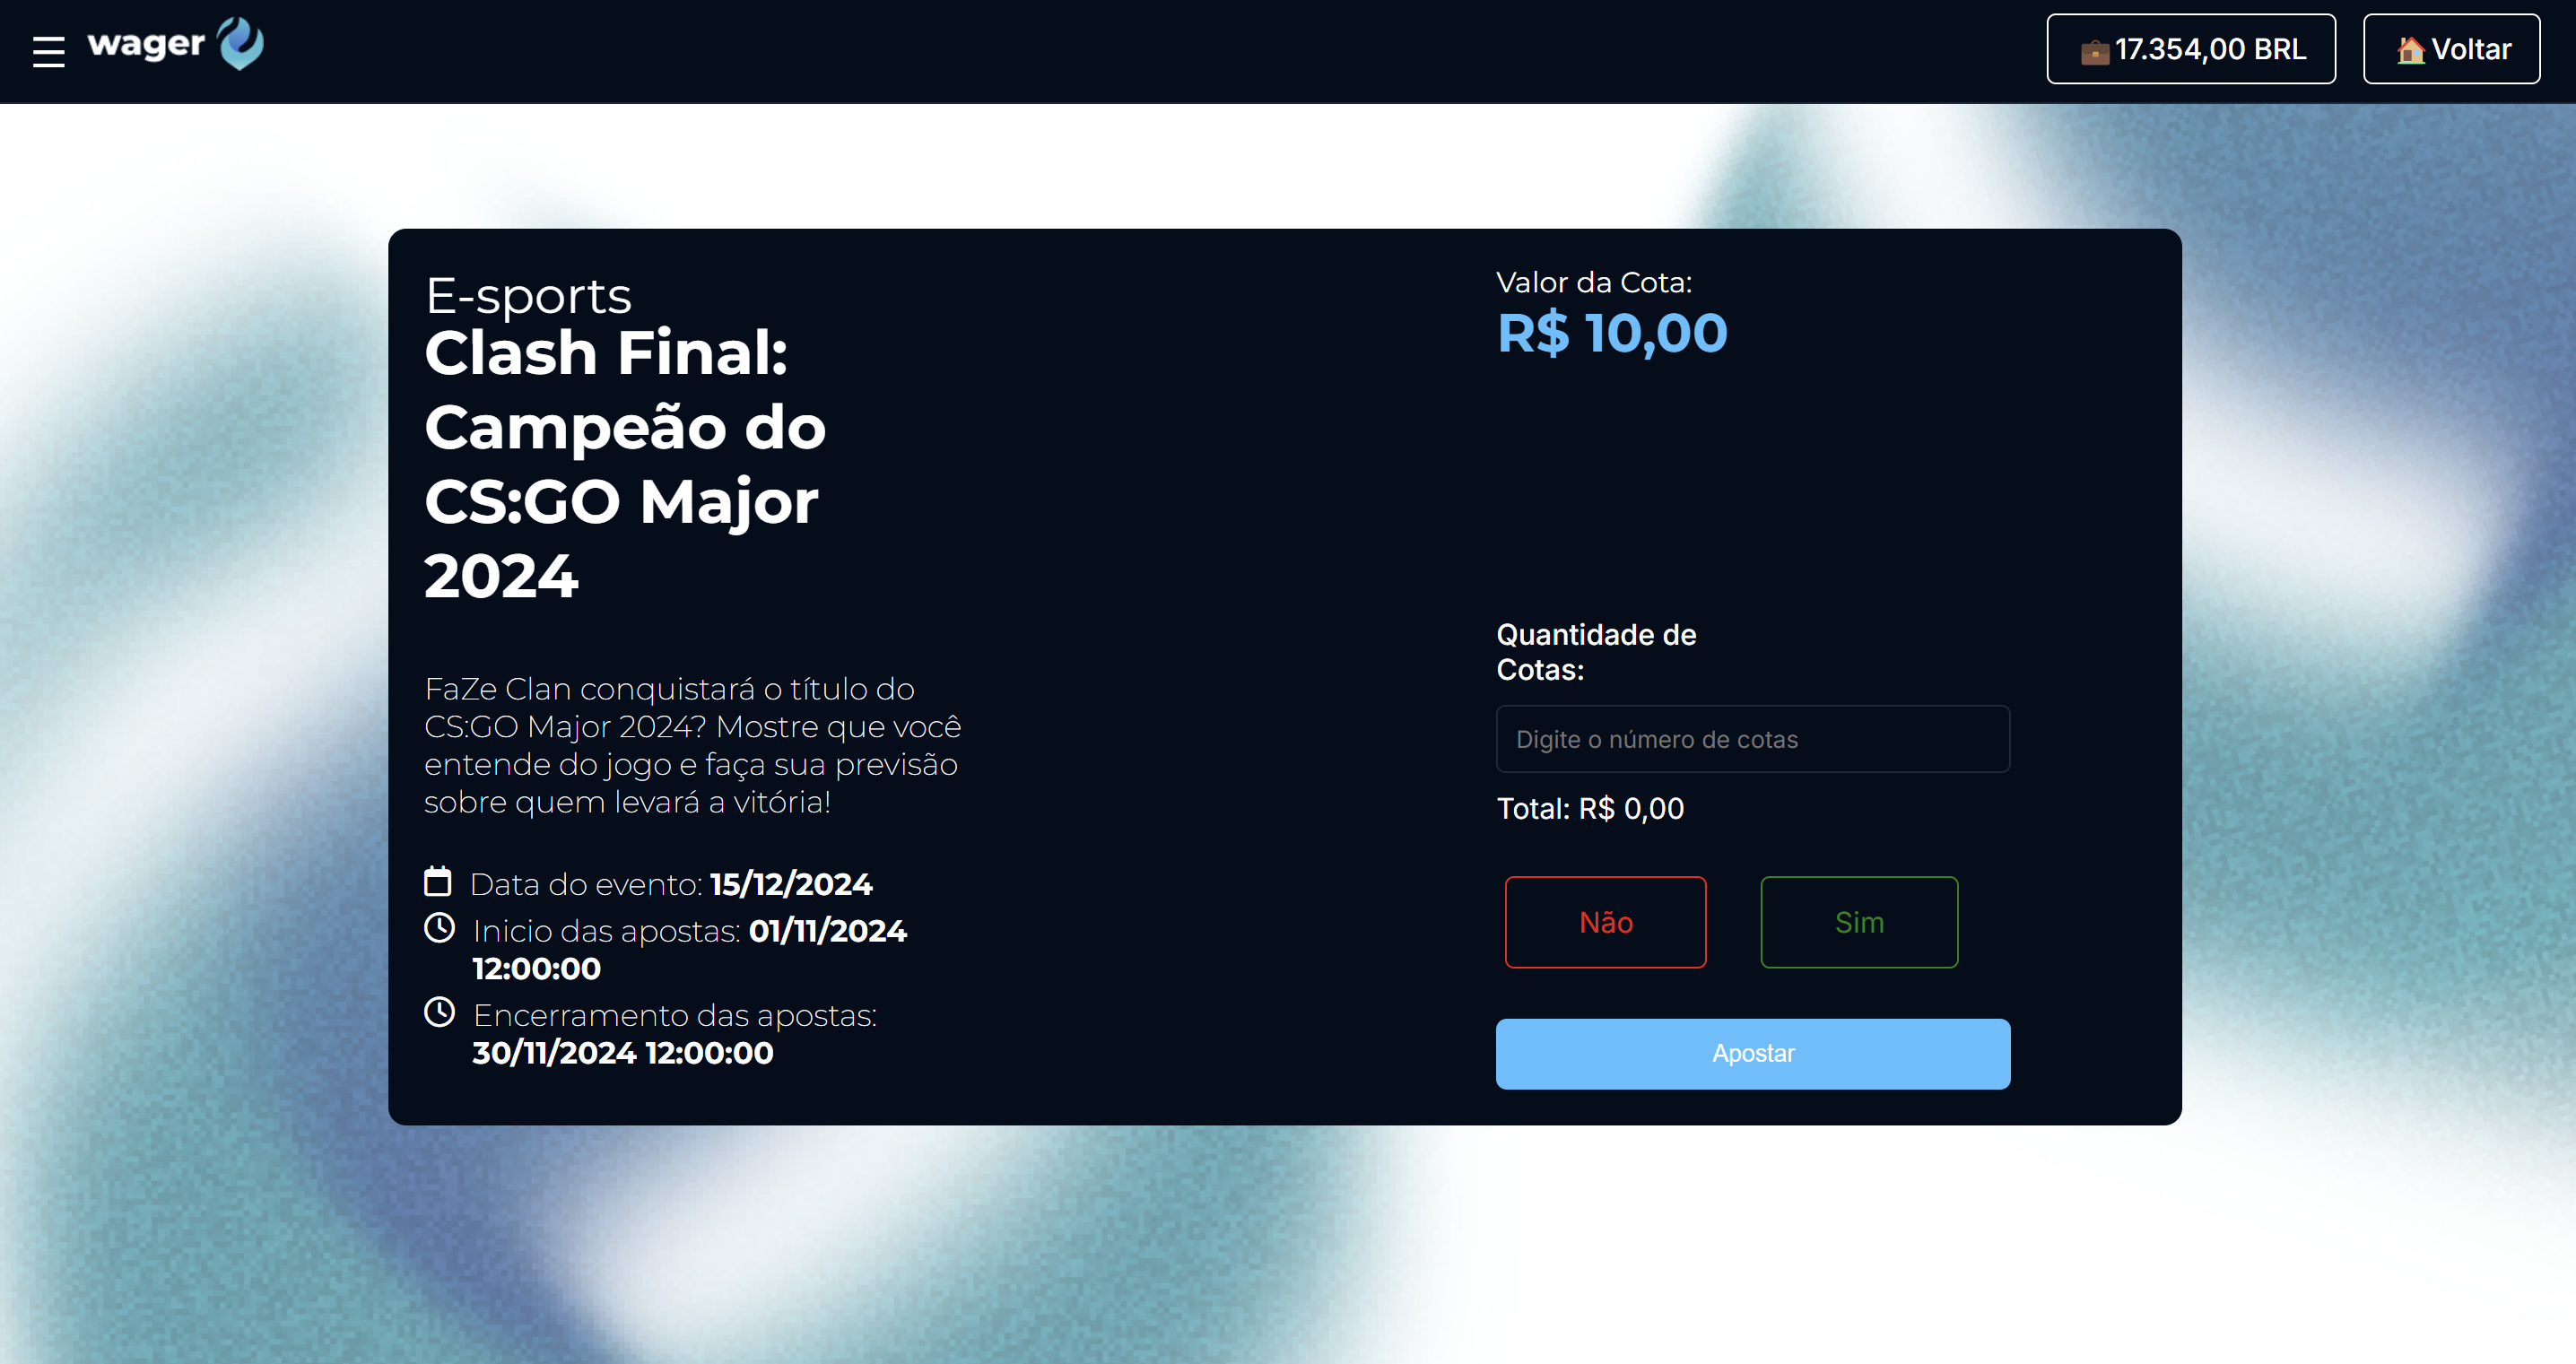 wager
17.354,00 BRL
Voltar
E-sports
Clash Final:
Campeão do
CS:GO Major
2024
FaZe Clan conquistará o título do
CS:GO Major 2024? Mostre que você
entende do jogo e faça sua previsão
sobre quem levará a vitória!
Data do evento: 15/12/2024
Inicio das apostas: 01/11/2024
12:00:00
Encerramento das apostas:
30/11/2024 12:00:00
Valor da Cota:
R$ 10,00
Quantidade de
Cotas:
Digite o número de cotas
Total: R$ 0,00
Não
Sim
Apostar